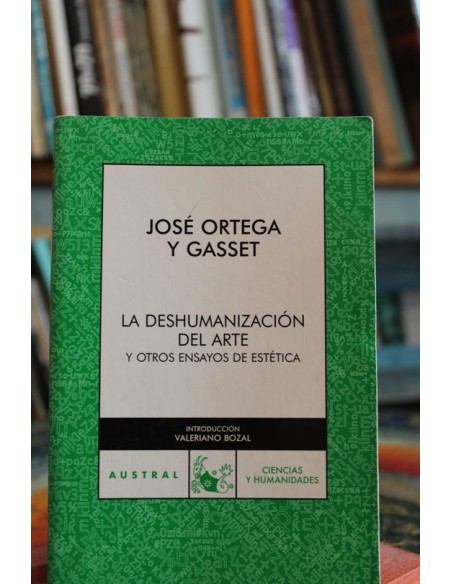 JOSÉ ORTEGA
Y GASSET
LA DESHUMANIZACIÓN
DEL ARTE
Y OTROS ENSAYOS DE ESTÉTICA
INTRODUCCIÓN
VALERIANO BOZAL
AUSTRAL
CIENCIAS
Y HUMANIDADES